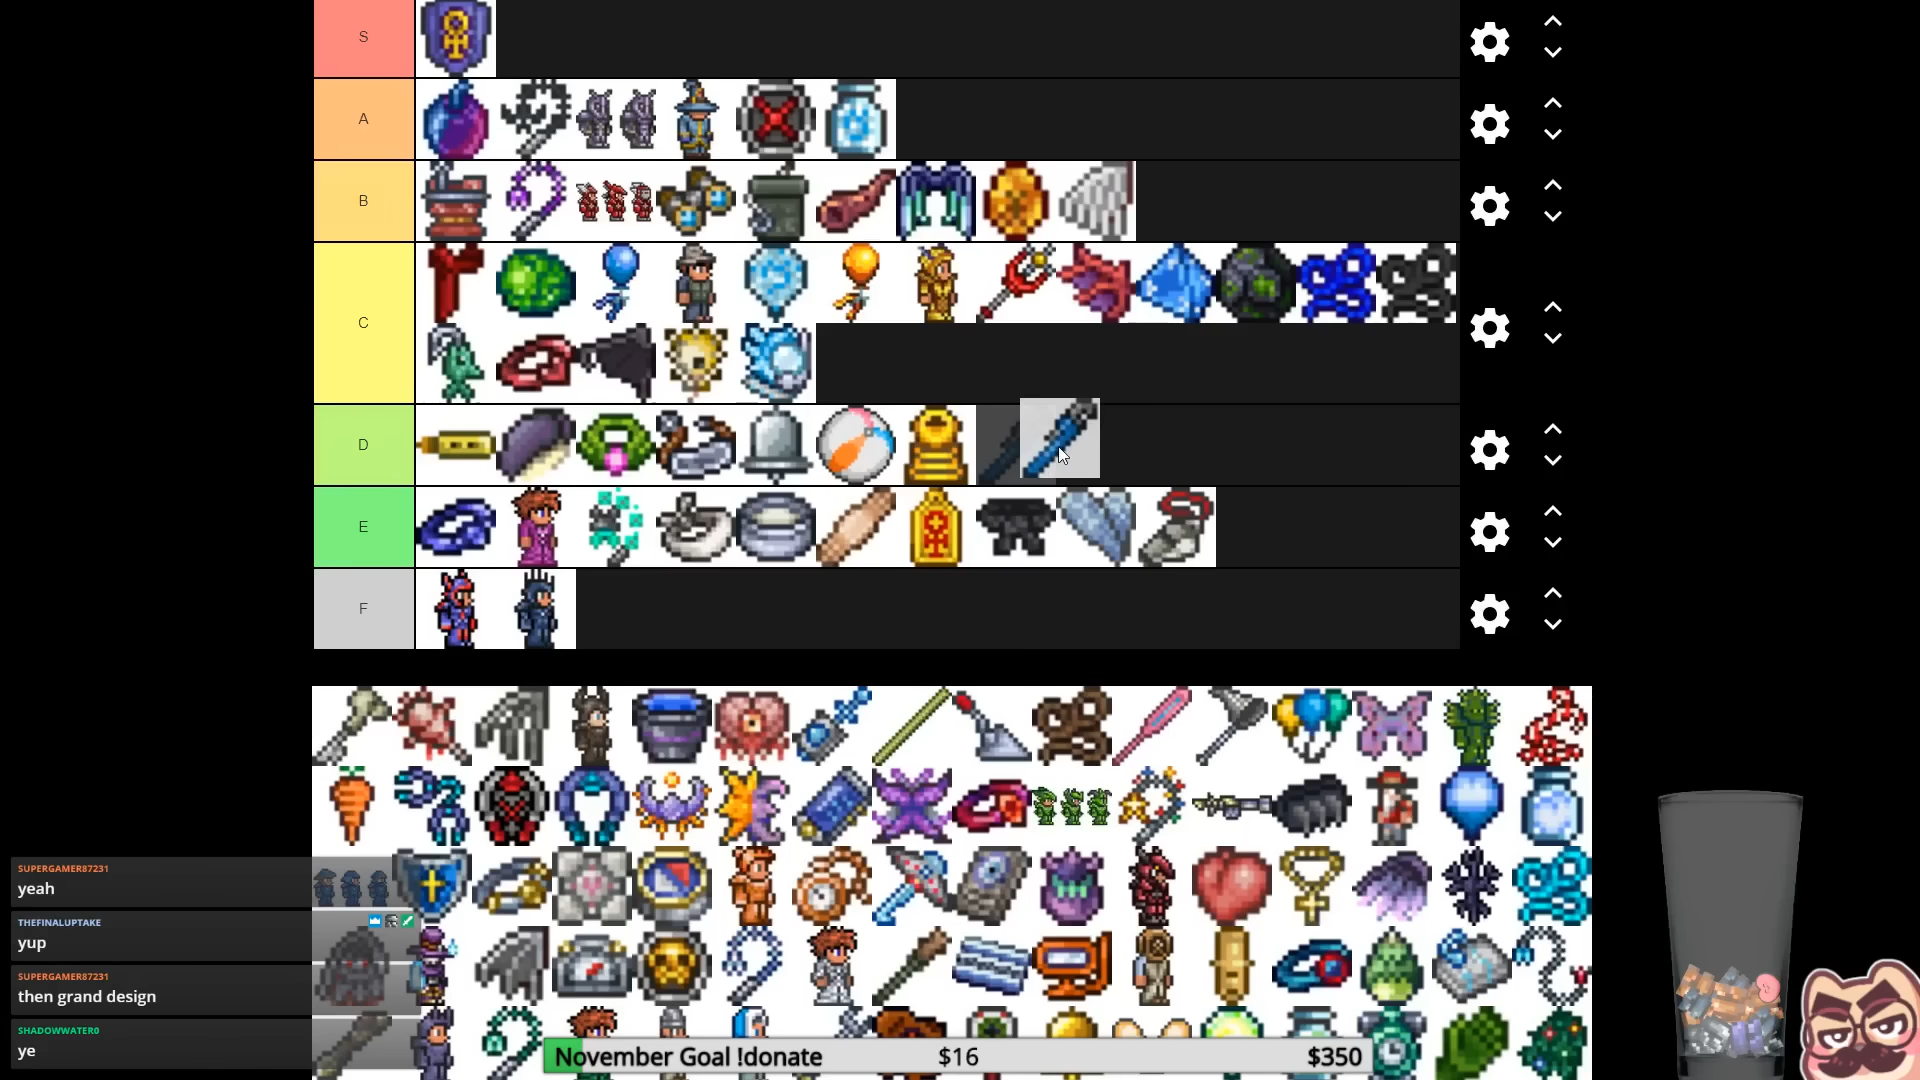 S
A
B
C
D
E
F
SUPERGAMER87231
yeah
THEFINALUPTAKE
yup
SUPERGAMER87231
then grand design
SHADOWWATER0
ye
November Goal !donate $16 $350